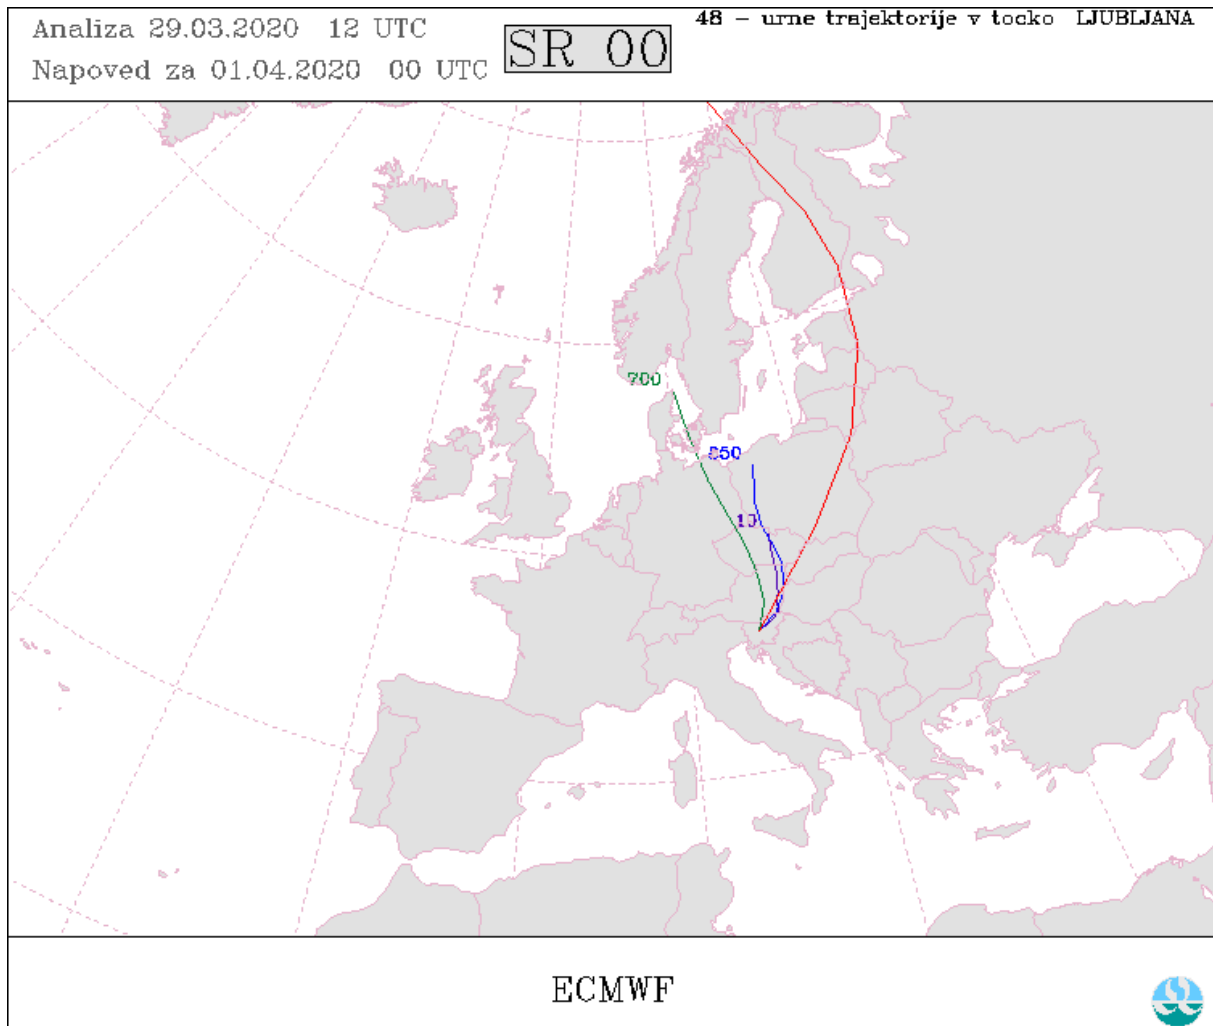 48 - urne trajektorije v tocko LJUBLJANA
Analiza 29.03.2020 12 UTC
SR 00
Napoved za 01.04.2020 00 UTC
700
850
10
ECMWF